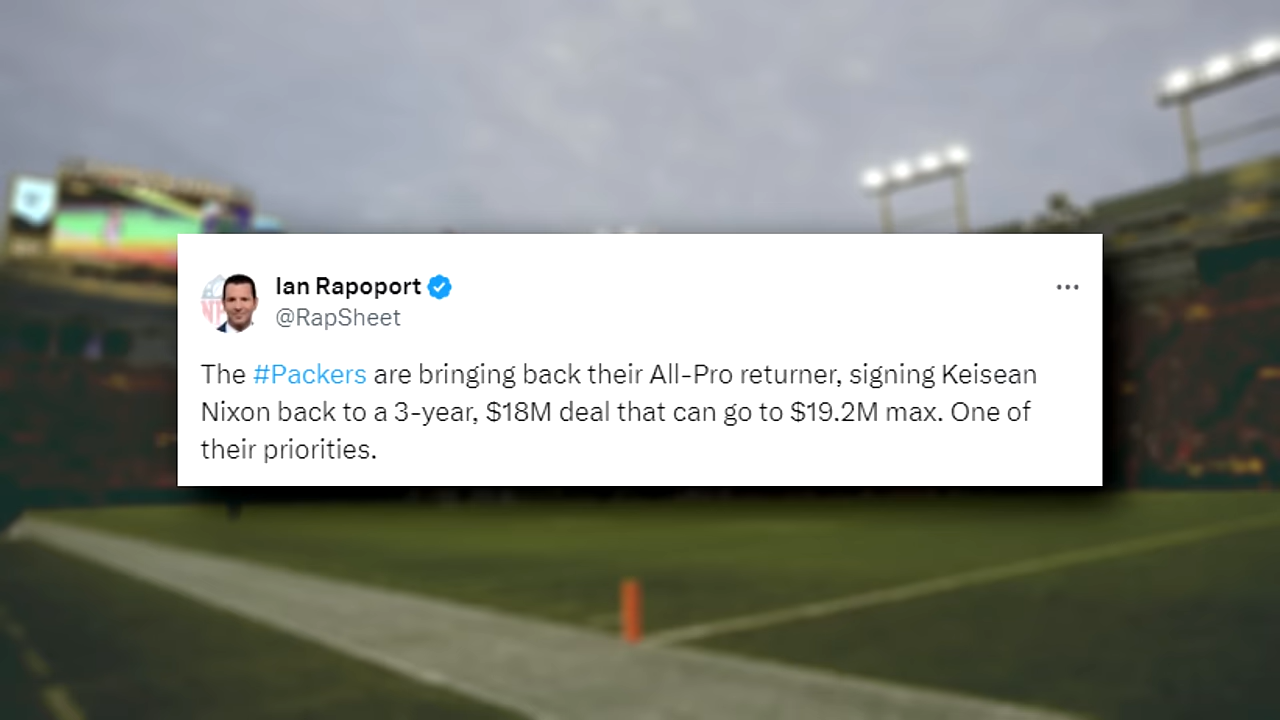 Ian Rapoport
@RapSheet
The #Packers are bringing back their All-Pro returner, signing Keisean
Nixon back to a 3-year, $18M deal that can go to $19.2M max. One of
their priorities.